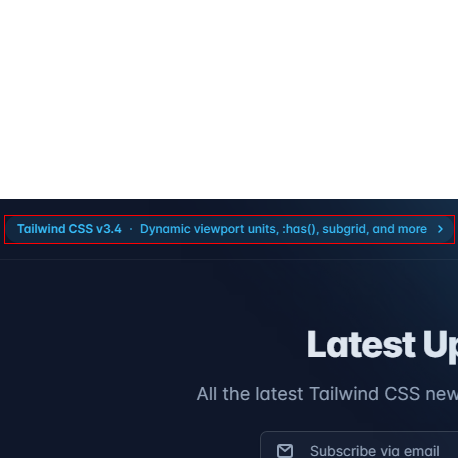 Tailwind CSS v3.4 · Dynamic viewport units, :has(), subgrid, and more
Latest Up
All the latest Tailwind CSS new
Subscribe via email